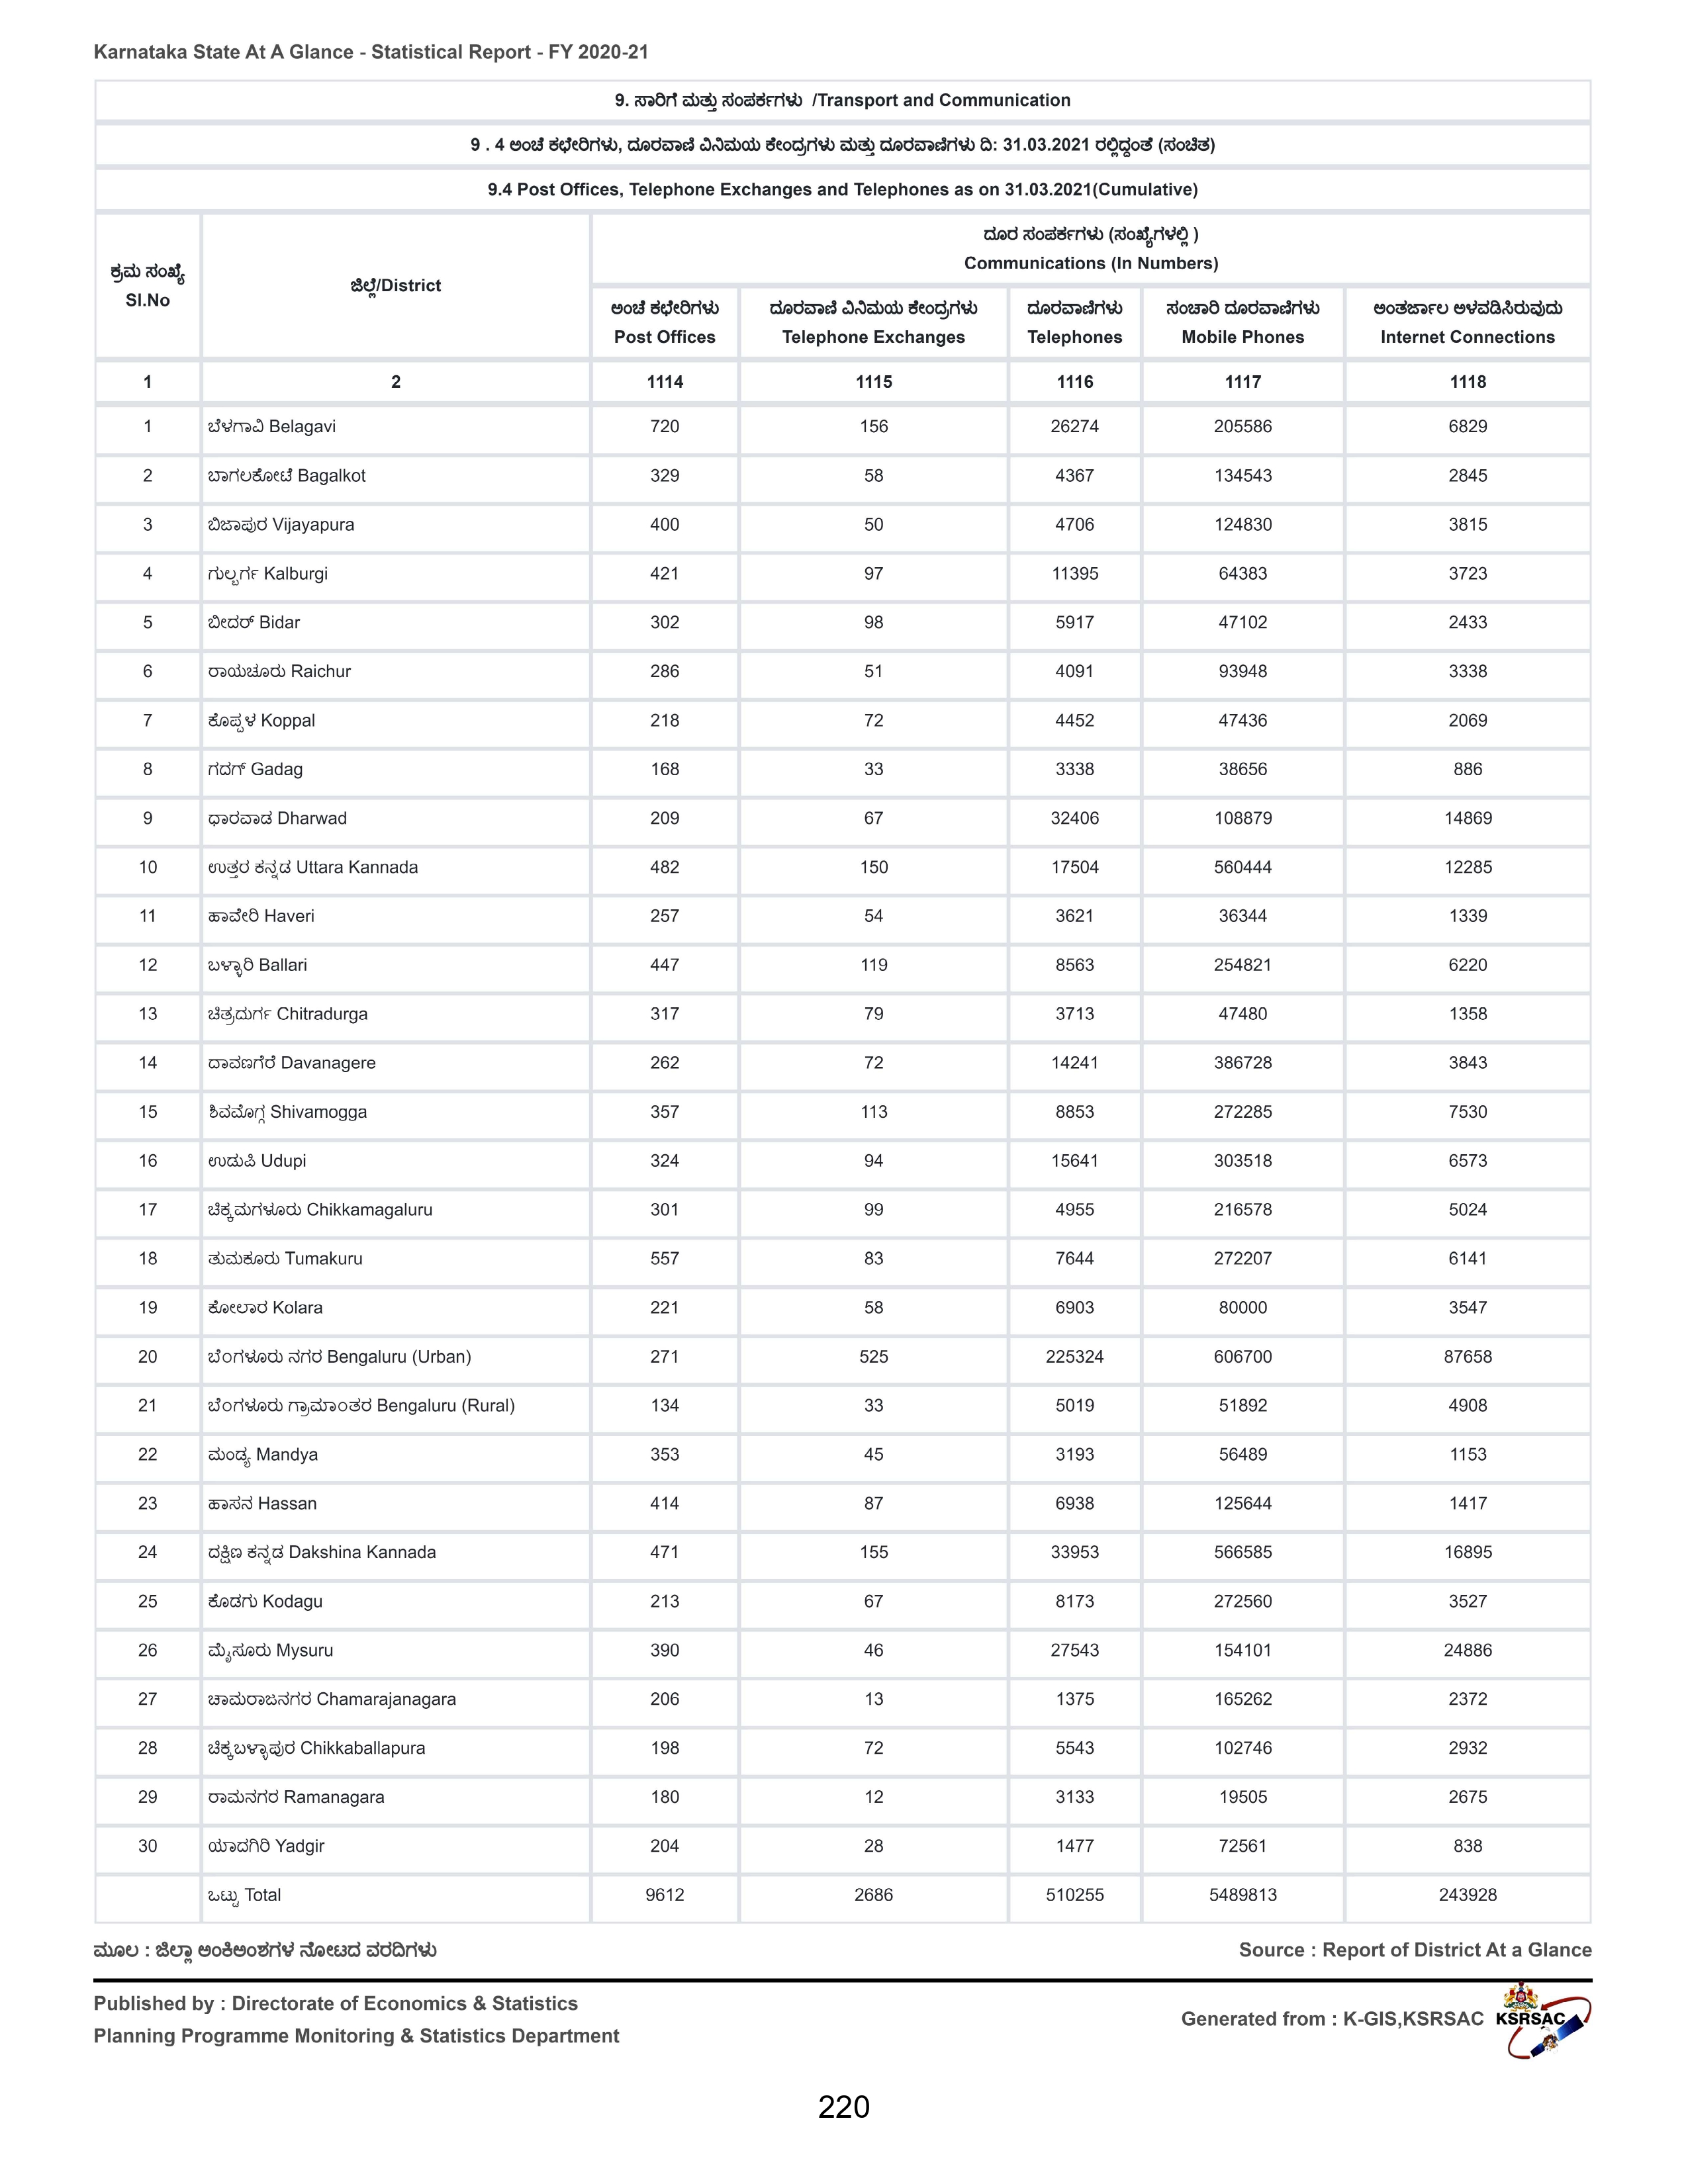 Karnataka State At A Glance - Statistical Report - FY 2020-21
9. ಸಾರಿಗೆ ಮತ್ತು ಸಂಪರ್ಕಗಳು /Transport and Communication
9 . 4 ಅಂಚೆ ಕಛೇರಿಗಳು, ದೂರವಾಣಿ ವಿನಿಮಯ ಕೇಂದ್ರಗಳು ಮತ್ತು ದೂರವಾಣಿಗಳು ದಿ: 31.03.2021 ರಲ್ಲಿದ್ದಂತೆ (ಸಂಚಿತ)
9.4 Post Offices, Telephone Exchanges and Telephones as on 31.03.2021(Cumulative)
ಕ್ರಮ ಸಂಖ್ಯೆ
Sl.No
ಜಿಲ್ಲೆ/District
ದೂರ ಸಂಪರ್ಕಗಳು (ಸಂಖ್ಯೆಗಳಲ್ಲಿ )
Communications (In Numbers)
ಅಂಚೆ ಕಛೇರಿಗಳು ದೂರವಾಣಿ ವಿನಿಮಯ ಕೇಂದ್ರಗಳು ದೂರವಾಣಿಗಳು ಸಂಚಾರಿ ದೂರವಾಣಿಗಳು ಅಂತರ್ಜಾಲ ಅಳವಡಿಸಿರುವುದು
Post Offices Telephone Exchanges Telephones Mobile Phones Internet Connections
1 2 1114 1115 1116 1117 1118
1 ಬೆಳಗಾವಿ Belagavi 720 156 26274 205586 6829
2 ಬಾಗಲಕೋಟೆ Bagalkot 329 58 4367 134543 2845
3 ಬಿಜಾಪುರ Vijayapura 400 50 4706 124830 3815
4 ಗುಲ್ಬರ್ಗ Kalburgi 421 97 11395 64383 3723
5 ಬೀದರ್ Bidar 302 98 5917 47102 2433
6 ರಾಯಚೂರು Raichur 286 51 4091 93948 3338
7 ಕೊಪ್ಪಳ Koppal 218 72 4452 47436 2069
8 ಗದಗ್ Gadag 168 33 3338 38656 886
9 ಧಾರವಾಡ Dharwad 209 67 32406 108879 14869
10 ಉತ್ತರ ಕನ್ನಡ Uttara Kannada 482 150 17504 560444 12285
11 ಹಾವೇರಿ Haveri 257 54 3621 36344 1339
12 ಬಳ್ಳಾರಿ Ballari 447 119 8563 254821 6220
13 ಚಿತ್ರದುರ್ಗ Chitradurga 317 79 3713 47480 1358
14 ದಾವಣಗೆರೆ Davanagere 262 72 14241 386728 3843
15 ಶಿವಮೊಗ್ಗ Shivamogga 357 113 8853 272285 7530
16 ಉಡುಪಿ Udupi 324 94 15641 303518 6573
17 ಚಿಕ್ಕಮಗಳೂರು Chikkamagaluru 301 99 4955 216578 5024
18 ತುಮಕೂರು Tumakuru 557 83 7644 272207 6141
19 ಕೋಲಾರ Kolara 221 58 6903 80000 3547
20 ಬೆಂಗಳೂರು ನಗರ Bengaluru (Urban) 271 525 225324 606700 87658
21 ಬೆಂಗಳೂರು ಗ್ರಾಮಾಂತರ Bengaluru (Rural) 134 33 5019 51892 4908
22 ಮಂಡ್ಯ Mandya 353 45 3193 56489 1153
23 ಹಾಸನ Hassan 414 87 6938 125644 1417
24 ದಕ್ಷಿಣ ಕನ್ನಡ Dakshina Kannada 471 155 33953 566585 16895
25 ಕೊಡಗು Kodagu 213 67 8173 272560 3527
26 ಮೈಸೂರು Mysuru 390 46 27543 154101 24886
27 ಚಾಮರಾಜನಗರ Chamarajanagara 206 13 1375 165262 2372
28 ಚಿಕ್ಕಬಳ್ಳಾಪುರ Chikkaballapura 198 72 5543 102746 2932
29 ರಾಮನಗರ Ramanagara 180 12 3133 19505 2675
30 ಯಾದಗಿರಿ Yadgir 204 28 1477 72561 838
ಒಟ್ಟು Total 9612 2686 510255 5489813 243928
ಮೂಲ : ಜಿಲ್ಲಾ ಅಂಕಿಅಂಶಗಳ ನೋಟದ ವರದಿಗಳು Source : Report of District At a Glance
Published by : Directorate of Economics & Statistics
Planning Programme Monitoring & Statistics Department
Generated from : K-GIS,KSRSAC KSRSAC
220